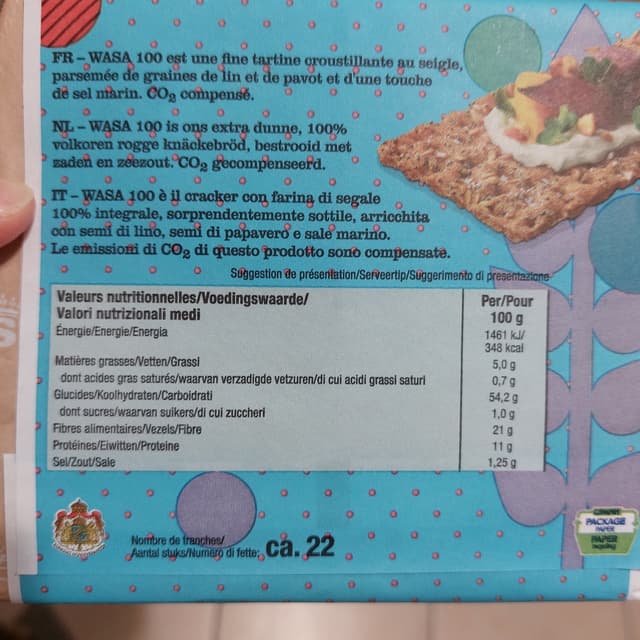 FR – WASA 100 est une fine tartine croustillante au seigle,
parsemée de graines de lin et de pavot et d'une touche
de sel marin. CO₂ compensé.
NL – WASA 100 is ons extra dunne, 100%
volkoren rogge knäckebröd, bestrooid met
zaden en zeezout. CO₂ gecompenseerd.
IT – WASA 100 è il cracker con farina di segale
100% integrale, sorprendentemente sottile, arricchita
con semi di lino, semi di papavero e sale marino.
Le emissioni di CO₂ di questo prodotto sono compensate.
Suggestion de présentation/Serveertip/Suggerimento di presentazione
Valeurs nutritionnelles/Voedingswaarde/
Valori nutrizionali medi
Per/Pour
100 g
Énergie/Energie/Energia
1461 kJ/
348 kcal
Matières grasses/Vetten/Grassi 5,0 g
dont acides gras saturés/waarvan verzadigde vetzuren/di cui acidi grassi saturi 0,7 g
Glucides/Koolhydraten/Carboidrati 54,2 g
dont sucres/waarvan suikers/di cui zuccheri 1,0 g
Fibres alimentaires/Vezels/Fibre 21 g
Protéines/Eiwitten/Proteine 11 g
Sel/Zout/Sale 1,25 g
Nombre de tranches/
Aantal stuks/Numero di fette: ca. 22
PACKAGE
PAPER
PAPER